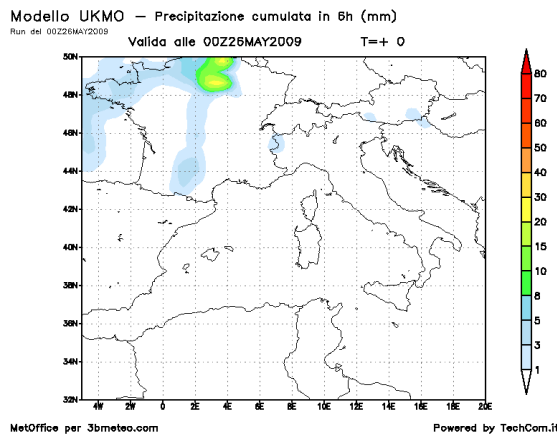 Modello UKMO – Precipitazione cumulata in 6h (mm)
Run del 00Z26MAY2009
Valida alle 00Z26MAY2009 T=+ 0
50N
48N
46N
44N
42N
40N
38N
36N
34N
32N
4W 2W 0 2E 4E 6E 8E 10E 12E 14E 16E 18E 20E
80
70
60
50
40
30
20
15
10
8
5
3
1
MetOffice per 3bmeteo.com
Powered by TechCom.it